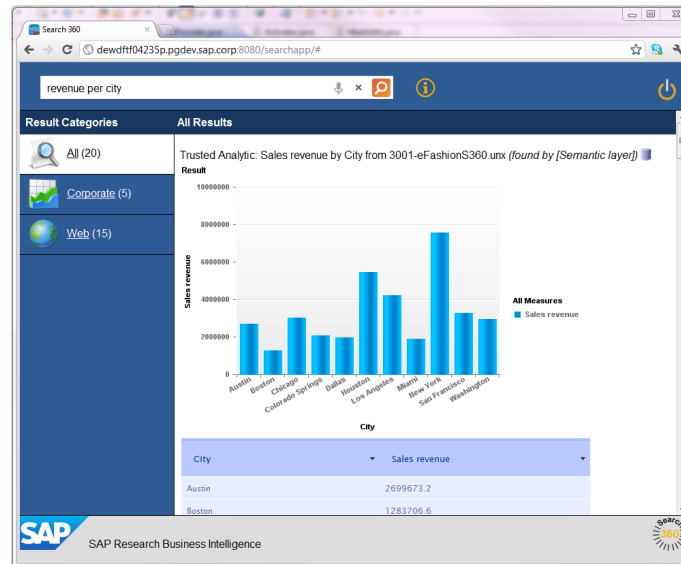 Search 360
dewdftf04235p.pgdev.sap.corp:8080/searchapp/#
revenue per city
Result Categories
All Results
All (20)
Corporate (5)
Web (15)
Trusted Analytic: Sales revenue by City from 3001-eFashionS360.unx (found by [Semantic layer])
Result
10000000
8000000
6000000
4000000
2000000
0
Sales revenue
Austin
Boston
Chicago
Colorado Springs
Dallas
Houston
Los Angeles
Miami
New York
San Francisco
Washington
City
All Measures
Sales revenue
City Sales revenue
Austin 2699673.2
Boston 1283706.6
SAP
SAP Research Business Intelligence
Search
360